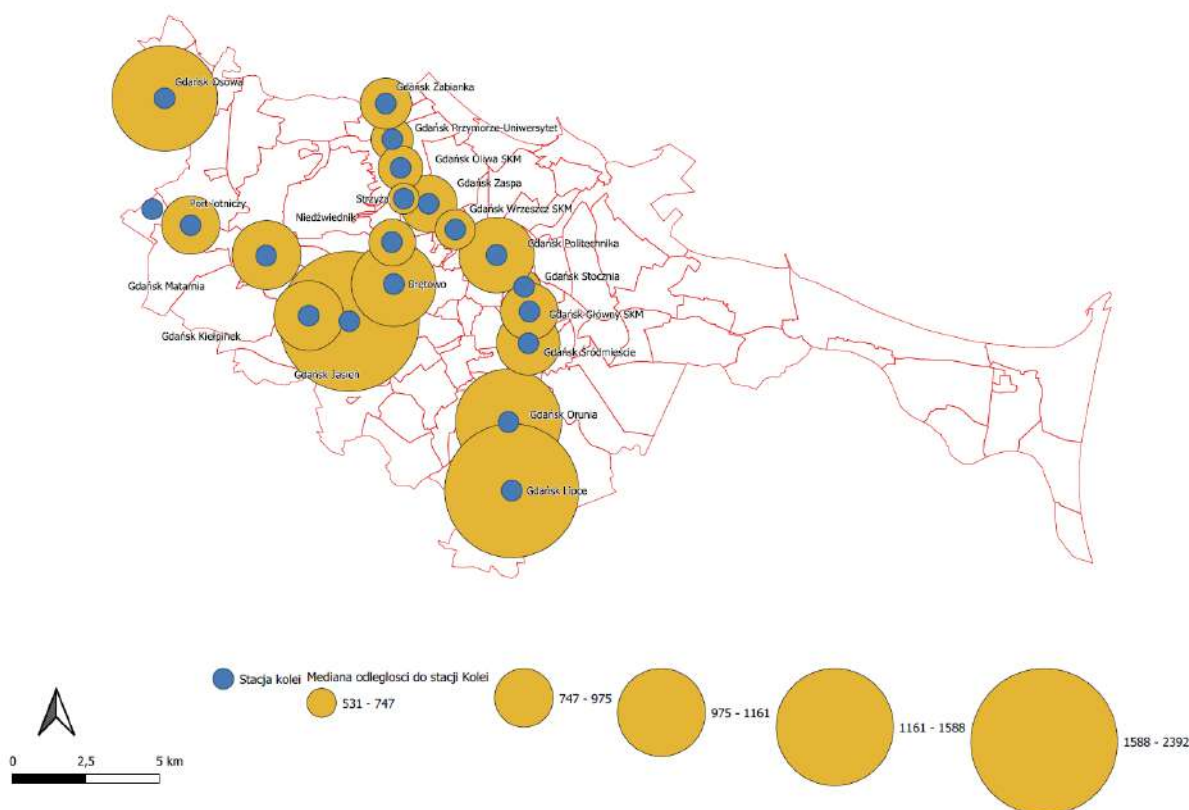 Gdańsk Osowa
Gdańsk Żabianka
Gdańsk Przymorze-Uniwersytet
Gdańsk Oliwa SKM
Gdańsk Zaspa
Strzyża
Port lotniczy
Niedźwiednik
Gdańsk Wrzeszcz SKM
Gdańsk Politechnika
Gdańsk Stocznia
Brętowo
Gdańsk Matarnia
Gdańsk Główny SKM
Gdańsk Kiełpinek
Gdańsk Śródmieście
Gdańsk Jasień
Gdańsk Orunia
Gdańsk Lipce
Stacja kolei
Mediana odleglosci do stacji Kolei
531 - 747
747 - 975
975 - 1161
1161 - 1588
1588 - 2392
0 2,5 5 km